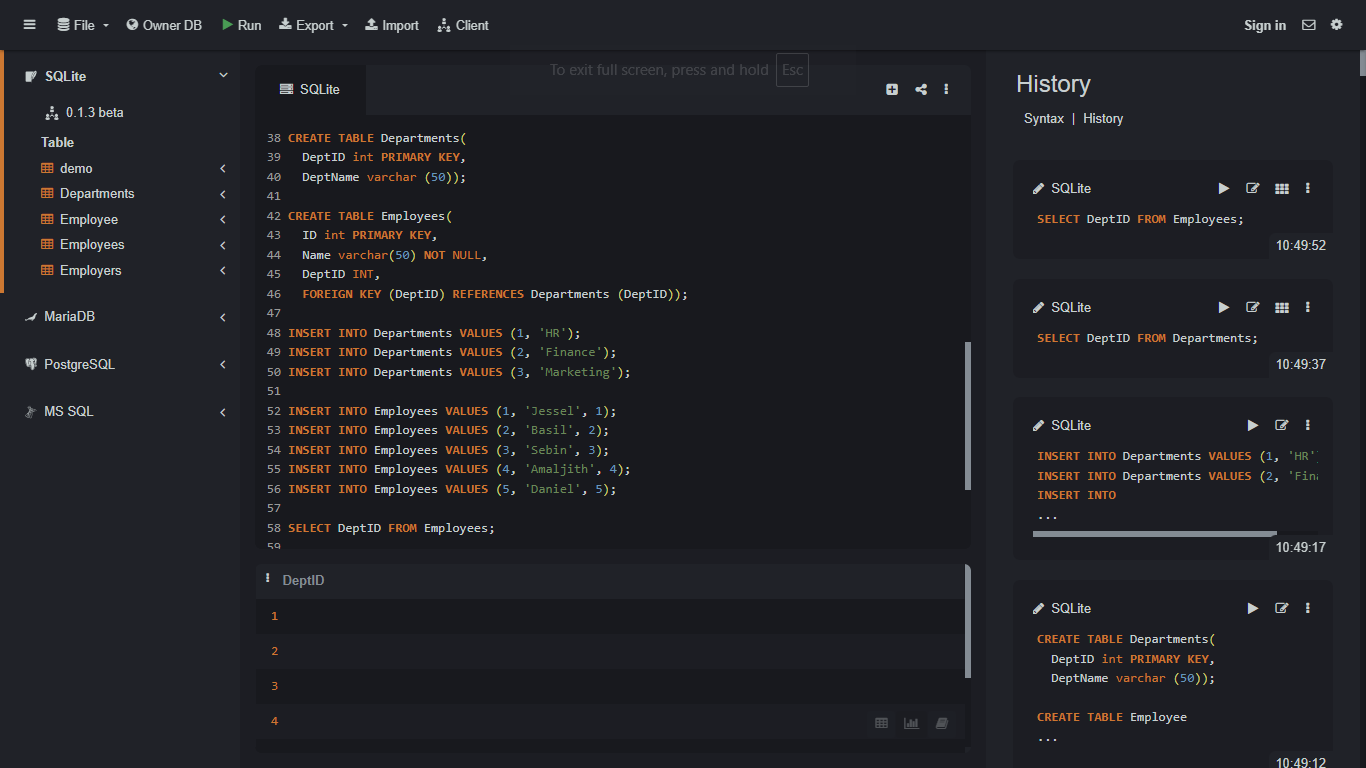 File
Owner DB
Run
Export
Import
Client
Sign in
SQLite
0.1.3 beta
Table
demo
Departments
Employee
Employees
Employers
MariaDB
PostgreSQL
MS SQL
To exit full screen, press and hold Esc
SQLite
38 CREATE TABLE Departments(
39   DeptID int PRIMARY KEY,
40   DeptName varchar (50));
41
42 CREATE TABLE Employees(
43   ID int PRIMARY KEY,
44   Name varchar(50) NOT NULL,
45   DeptID INT,
46   FOREIGN KEY (DeptID) REFERENCES Departments (DeptID));
47
48 INSERT INTO Departments VALUES (1, 'HR');
49 INSERT INTO Departments VALUES (2, 'Finance');
50 INSERT INTO Departments VALUES (3, 'Marketing');
51
52 INSERT INTO Employees VALUES (1, 'Jessel', 1);
53 INSERT INTO Employees VALUES (2, 'Basil', 2);
54 INSERT INTO Employees VALUES (3, 'Sebin', 3);
55 INSERT INTO Employees VALUES (4, 'Amaljith', 4);
56 INSERT INTO Employees VALUES (5, 'Daniel', 5);
57
58 SELECT DeptID FROM Employees;
59
DeptID
1
2
3
4
History
Syntax | History
SQLite
SELECT DeptID FROM Employees;
10:49:52
SQLite
SELECT DeptID FROM Departments;
10:49:37
SQLite
INSERT INTO Departments VALUES (1, 'HR')
INSERT INTO Departments VALUES (2, 'Fina
INSERT INTO
...
10:49:17
SQLite
CREATE TABLE Departments(
  DeptID int PRIMARY KEY,
  DeptName varchar (50));
CREATE TABLE Employee
...
10:49:12